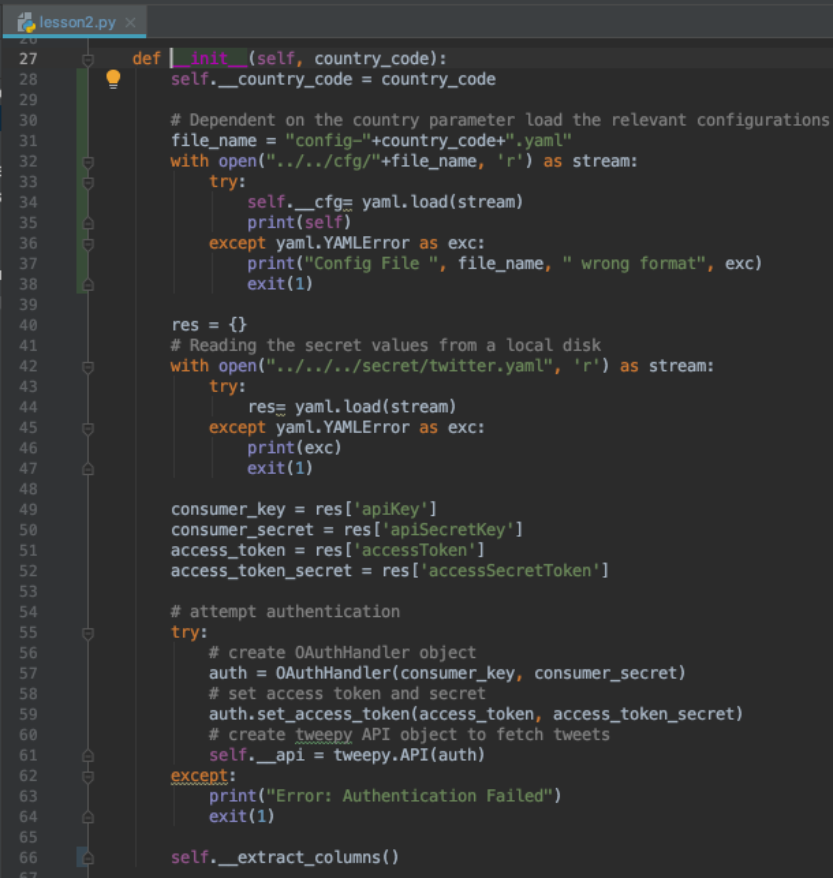 lesson2.py
26
27 def __init__(self, country_code):
28 self.__country_code = country_code
29
30 # Dependent on the country parameter load the relevant configurations
31 file_name = "config-"+country_code+".yaml"
32 with open("../../cfg/"+file_name, 'r') as stream:
33 try:
34 self.__cfg= yaml.load(stream)
35 print(self)
36 except yaml.YAMLError as exc:
37 print("Config File ", file_name, " wrong format", exc)
38 exit(1)
39
40 res = {}
41 # Reading the secret values from a local disk
42 with open("../../../secret/twitter.yaml", 'r') as stream:
43 try:
44 res= yaml.load(stream)
45 except yaml.YAMLError as exc:
46 print(exc)
47 exit(1)
48
49 consumer_key = res['apiKey']
50 consumer_secret = res['apiSecretKey']
51 access_token = res['accessToken']
52 access_token_secret = res['accessSecretToken']
53
54 # attempt authentication
55 try:
56 # create OAuthHandler object
57 auth = OAuthHandler(consumer_key, consumer_secret)
58 # set access token and secret
59 auth.set_access_token(access_token, access_token_secret)
60 # create tweepy API object to fetch tweets
61 self.__api = tweepy.API(auth)
62 except:
63 print("Error: Authentication Failed")
64 exit(1)
65
66 self.__extract_columns()
67